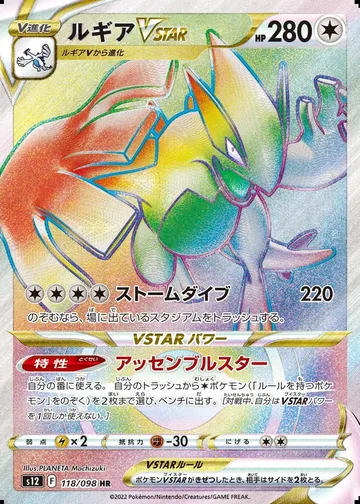 V進化
ルギアVSTAR
HP280
ルギアVから進化
ストームダイブ 220
のぞむなら、場に出ているスタジアムをトラッシュする。
VSTARパワー
特性 アッセンブルスター
自分の番に使える。自分のトラッシュから無色ポケモン(「ルールを持つポケ
モン」をのぞく)を2枚まで選び、ベンチに出す。[対戦中、自分はVSTARパワー
を1回しか使えない。]
弱点 ×2 抵抗力 -30 にげる
Illus.PLANETA Mochizuki
s12 F 118/098 HR
VSTARルール
ポケモンVSTARがきぜつしたとき、相手はサイドを2枚とる。
©2022 Pokémon/Nintendo/Creatures/GAME FREAK.